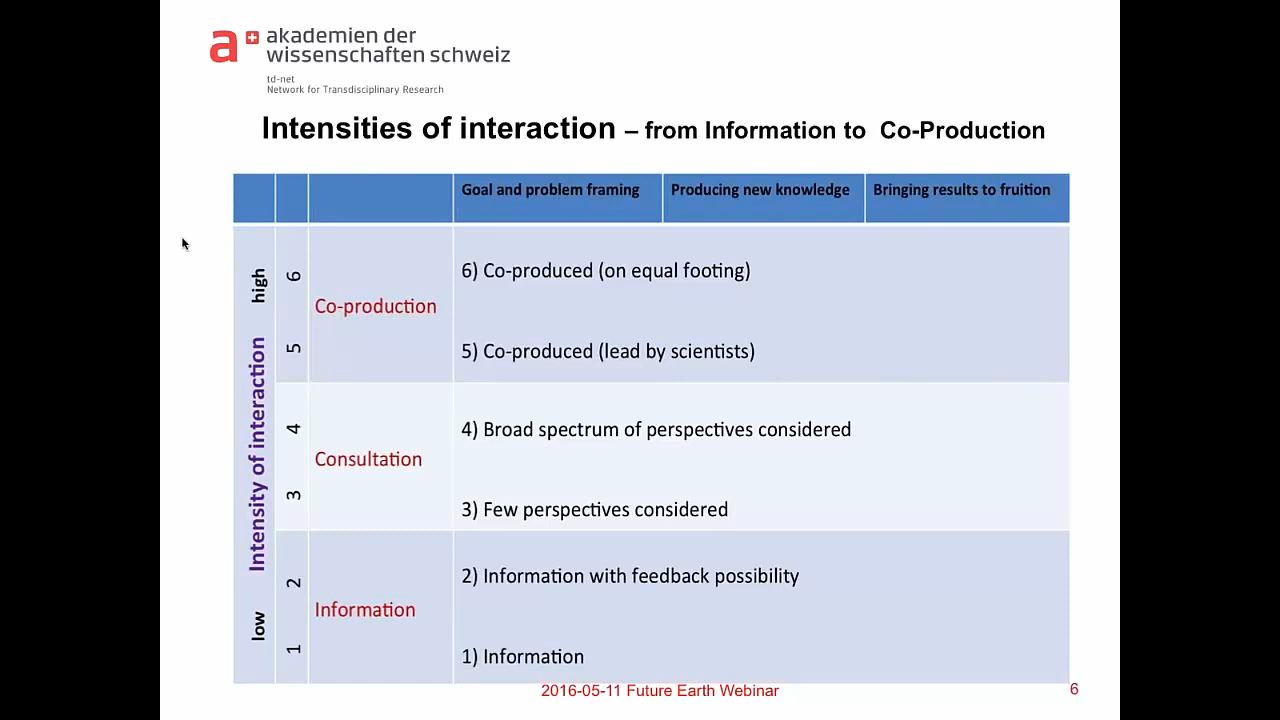 a
akademien der
wissenschaften schweiz
td-net
Network for Transdisciplinary Research
Intensities of interaction – from Information to Co-Production
Goal and problem framing
Producing new knowledge
Bringing results to fruition
Intensity of interaction
high
low
6
5
Co-production
6) Co-produced (on equal footing)
5) Co-produced (lead by scientists)
4
3
Consultation
4) Broad spectrum of perspectives considered
3) Few perspectives considered
2
1
Information
2) Information with feedback possibility
1) Information
2016-05-11 Future Earth Webinar
6